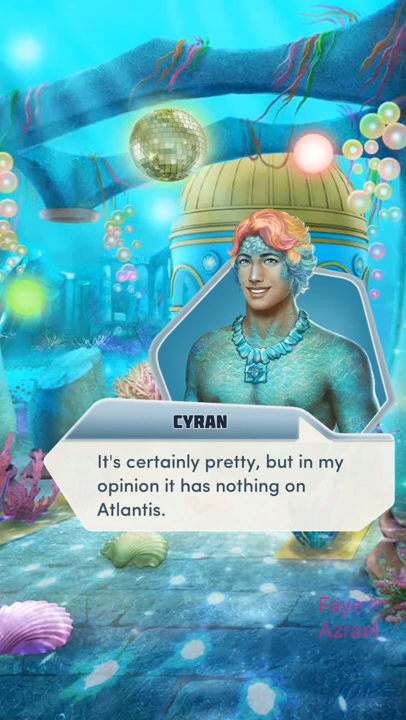 CYRAN
It's certainly pretty, but in my
opinion it has nothing on
Atlantis.
Faye
Azrael